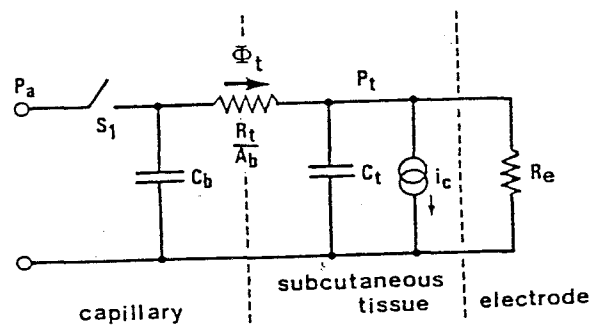 Φt
Pa
Pt
S1
Rt
Ab
Cb
Ct
ic
Re
subcutaneous
tissue
capillary
electrode